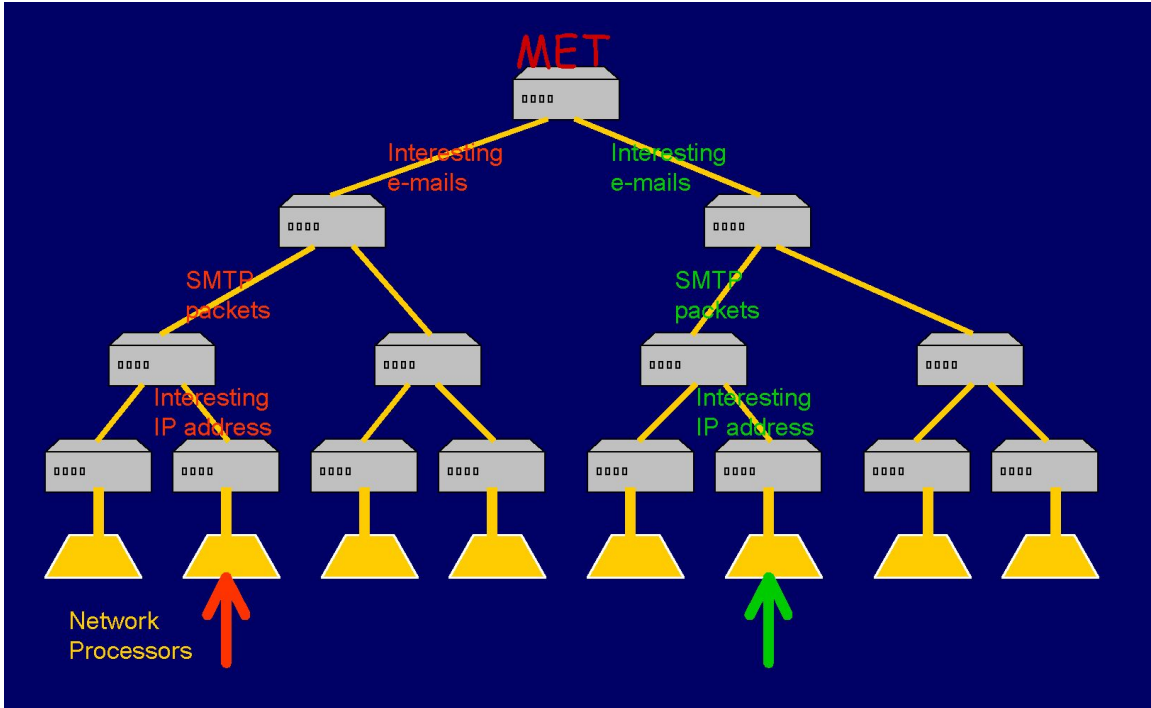 MET
Interesting
e-mails
Interesting
e-mails
SMTP
packets
SMTP
packets
Interesting
IP address
Interesting
IP address
Network
Processors